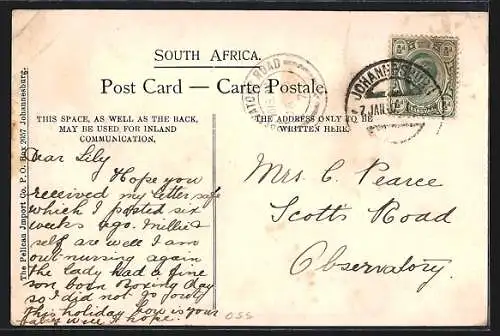 SOUTH AFRICA.
Post Card — Carte Postale.
THIS SPACE, AS WELL AS THE BACK,
MAY BE USED FOR INLAND
COMMUNICATION,
THE ADDRESS ONLY TO BE
WRITTEN HERE.
Dear Lily
Hope you
received my letter safe
which I posted six
weeks ago. Millie &
self are well I am
out nursing again
the lady had a fine
son born Boxing day
so I did not go
this holiday how is your
baby well I hope.
Mrs. C. Pearce
Scotts Road
Observatory.
The Pelican Import Co. P. O. Box 2057 Johannesburg.
JOHANNESBURG
7 JAN
ROAD
OSS